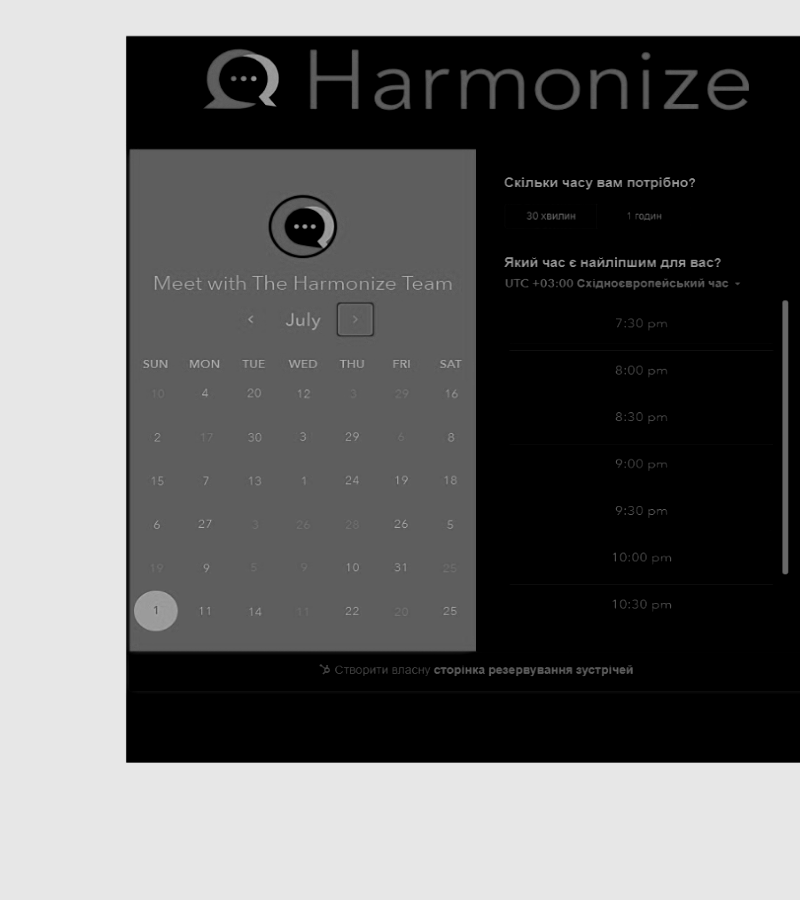 Harmonize
Meet with The Harmonize Team
July
SUN MON TUE WED THU FRI SAT
10 4 20 12 3 29 16
2 17 30 3 29 6 8
15 7 13 1 24 19 18
6 27 3 26 28 26 5
19 9 5 9 10 31 25
1 11 14 11 22 20 25
Скільки часу вам потрібно?
30 хвилин 1 годин
Який час є найліпшим для вас?
UTC +03:00 Східноєвропейський час
7:30 pm
8:00 pm
8:30 pm
9:00 pm
9:30 pm
10:00 pm
10:30 pm
Створити власну сторінка резервування зустрічей